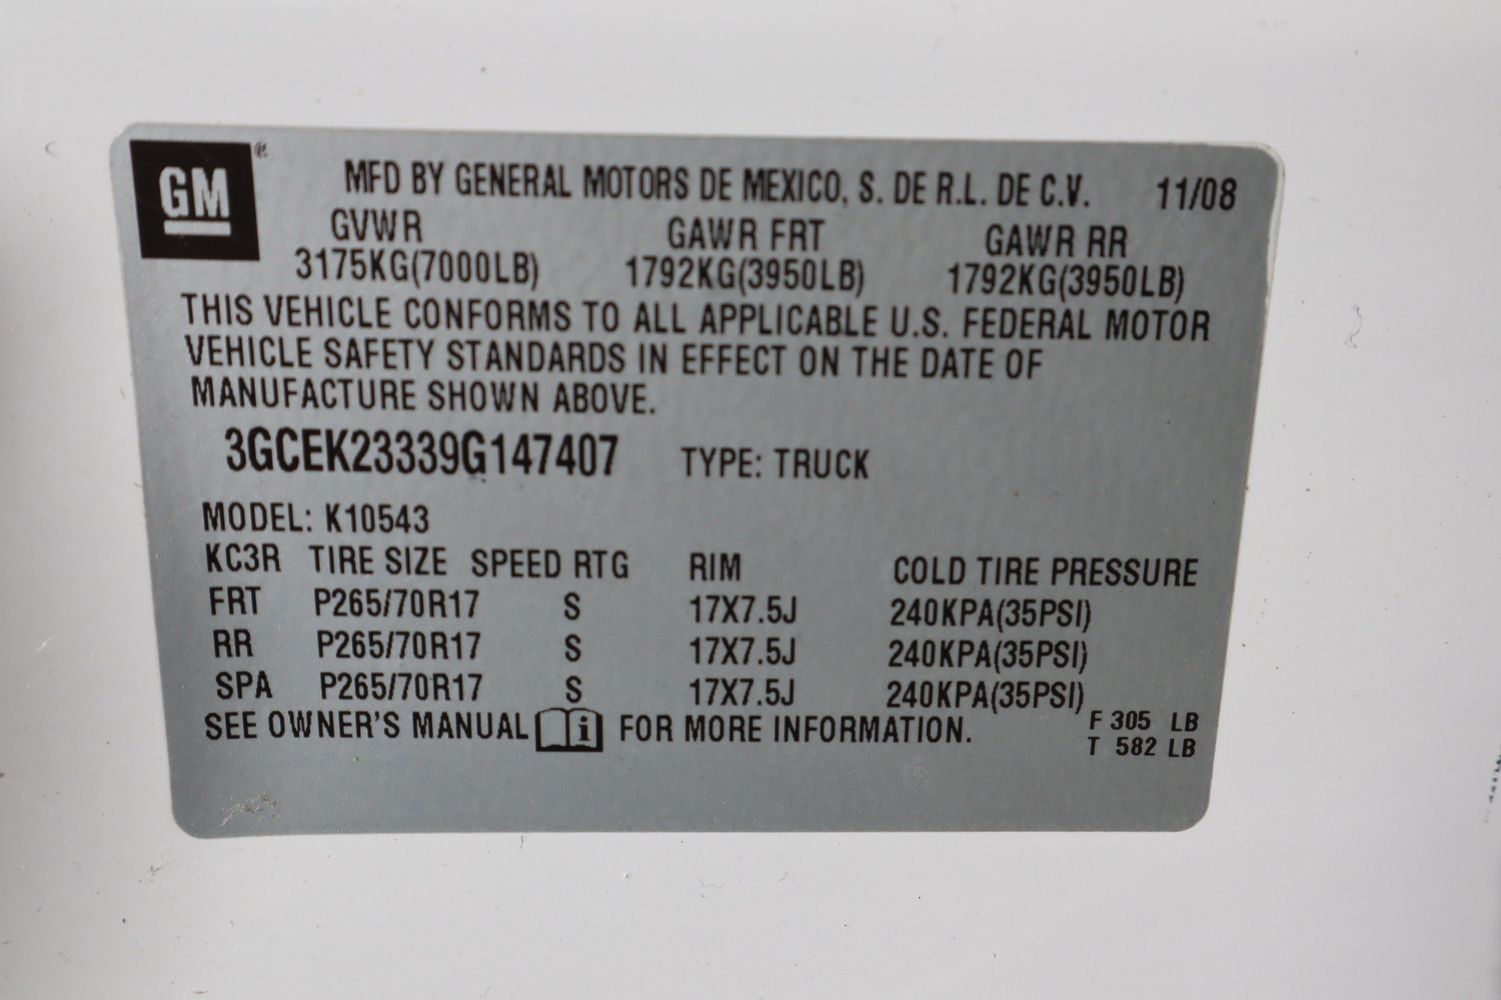 GM®
MFD BY GENERAL MOTORS DE MEXICO, S. DE R.L. DE C.V. 11/08
GVWR GAWR FRT GAWR RR
3175KG(7000LB) 1792KG(3950LB) 1792KG(3950LB)
THIS VEHICLE CONFORMS TO ALL APPLICABLE U.S. FEDERAL MOTOR
VEHICLE SAFETY STANDARDS IN EFFECT ON THE DATE OF
MANUFACTURE SHOWN ABOVE.
3GCEK23339G147407 TYPE: TRUCK
MODEL: K10543
KC3R TIRE SIZE SPEED RTG RIM COLD TIRE PRESSURE
FRT P265/70R17 S 17X7.5J 240KPA(35PSI)
RR P265/70R17 S 17X7.5J 240KPA(35PSI)
SPA P265/70R17 S 17X7.5J 240KPA(35PSI)
SEE OWNER'S MANUAL i FOR MORE INFORMATION.
F 305 LB
T 582 LB